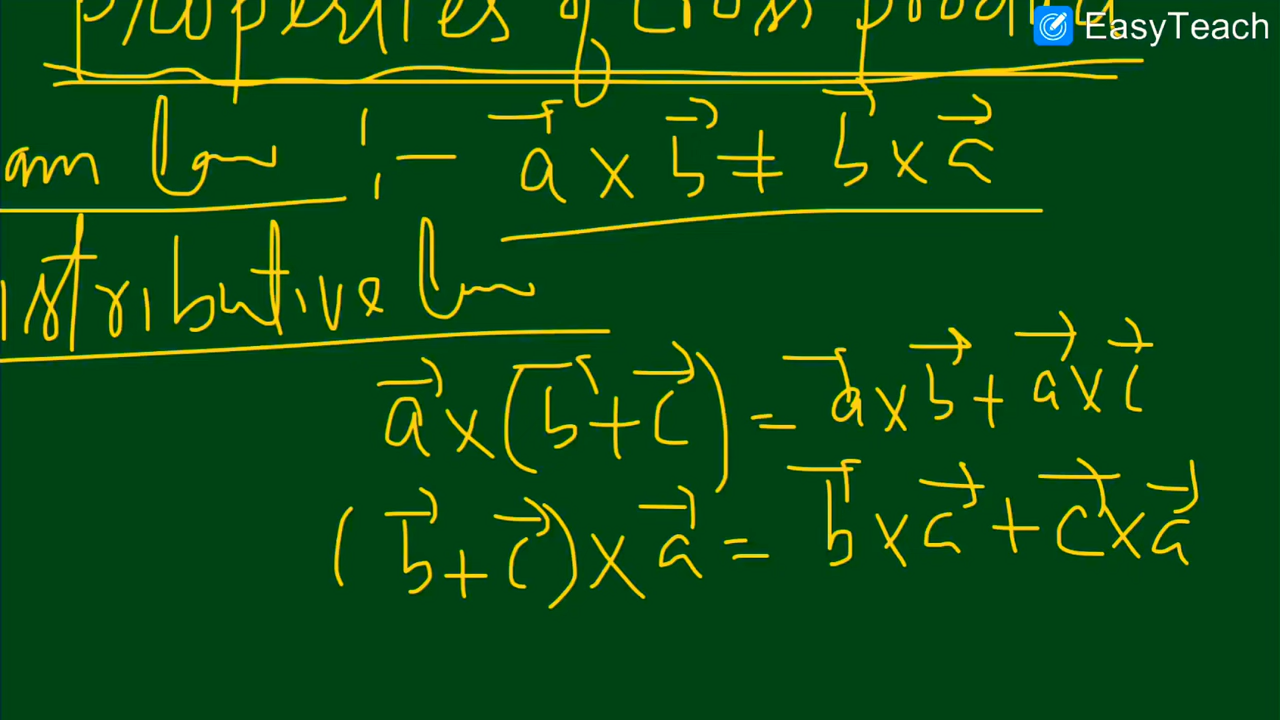 properties of cross product
EasyTeach
am law :- a⃗ × b⃗ ≠ b⃗ × a⃗
istributive law
a⃗ × (b⃗ + c⃗) = a⃗ × b⃗ + a⃗ × c⃗
(b⃗ + c⃗) × a⃗ = b⃗ × a⃗ + c⃗ × a⃗